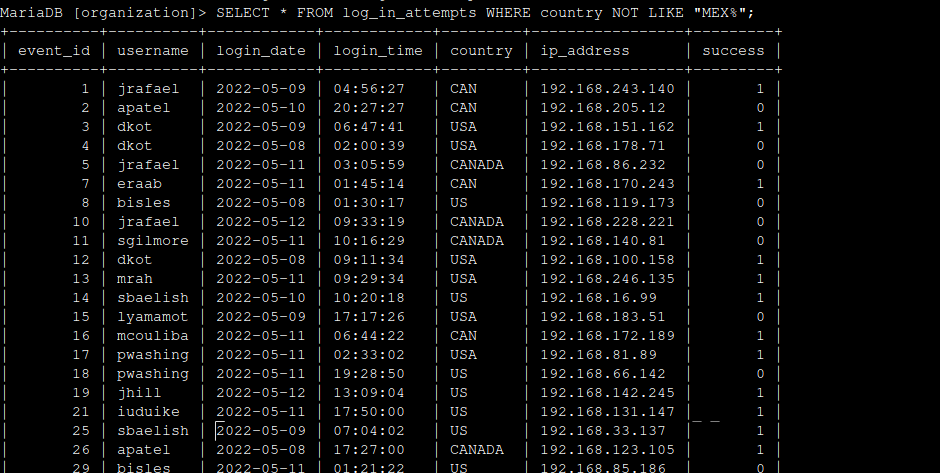 MariaDB [organization]> SELECT * FROM log_in_attempts WHERE country NOT LIKE "MEX%";
+----------+----------+------------+------------+---------+-----------------+---------+
| event_id | username | login_date | login_time | country | ip_address      | success |
+----------+----------+------------+------------+---------+-----------------+---------+
|        1 | jrafael  | 2022-05-09 | 04:56:27   | CAN     | 192.168.243.140 |       1 |
|        2 | apatel   | 2022-05-10 | 20:27:27   | CAN     | 192.168.205.12  |       0 |
|        3 | dkot     | 2022-05-09 | 06:47:41   | USA     | 192.168.151.162 |       1 |
|        4 | dkot     | 2022-05-08 | 02:00:39   | USA     | 192.168.178.71  |       0 |
|        5 | jrafael  | 2022-05-11 | 03:05:59   | CANADA  | 192.168.86.232  |       0 |
|        7 | eraab    | 2022-05-11 | 01:45:14   | CAN     | 192.168.170.243 |       1 |
|        8 | bisles   | 2022-05-08 | 01:30:17   | US      | 192.168.119.173 |       0 |
|       10 | jrafael  | 2022-05-12 | 09:33:19   | CANADA  | 192.168.228.221 |       0 |
|       11 | sgilmore | 2022-05-11 | 10:16:29   | CANADA  | 192.168.140.81  |       0 |
|       12 | dkot     | 2022-05-08 | 09:11:34   | USA     | 192.168.100.158 |       1 |
|       13 | mrah     | 2022-05-11 | 09:29:34   | USA     | 192.168.246.135 |       1 |
|       14 | sbaelish | 2022-05-10 | 10:20:18   | US      | 192.168.16.99   |       1 |
|       15 | lyamamot | 2022-05-09 | 17:17:26   | USA     | 192.168.183.51  |       0 |
|       16 | mcouliba | 2022-05-11 | 06:44:22   | CAN     | 192.168.172.189 |       1 |
|       17 | pwashing | 2022-05-11 | 02:33:02   | USA     | 192.168.81.89   |       1 |
|       18 | pwashing | 2022-05-11 | 19:28:50   | US      | 192.168.66.142  |       0 |
|       19 | jhill    | 2022-05-12 | 13:09:04   | US      | 192.168.142.245 |       1 |
|       21 | iuduike  | 2022-05-11 | 17:50:00   | US      | 192.168.131.147 |       1 |
|       25 | sbaelish | 2022-05-09 | 07:04:02   | US      | 192.168.33.137  |       1 |
|       26 | apatel   | 2022-05-08 | 17:27:00   | CANADA  | 192.168.123.105 |       1 |
|       29 | bisles   | 2022-05-11 | 01:21:22   | US      | 192.168.85.186  |       0 |